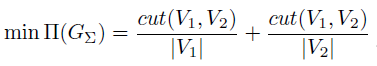 min Π(G_Σ) = cut(V_1, V_2) / |V_1| + cut(V_1, V_2) / |V_2|